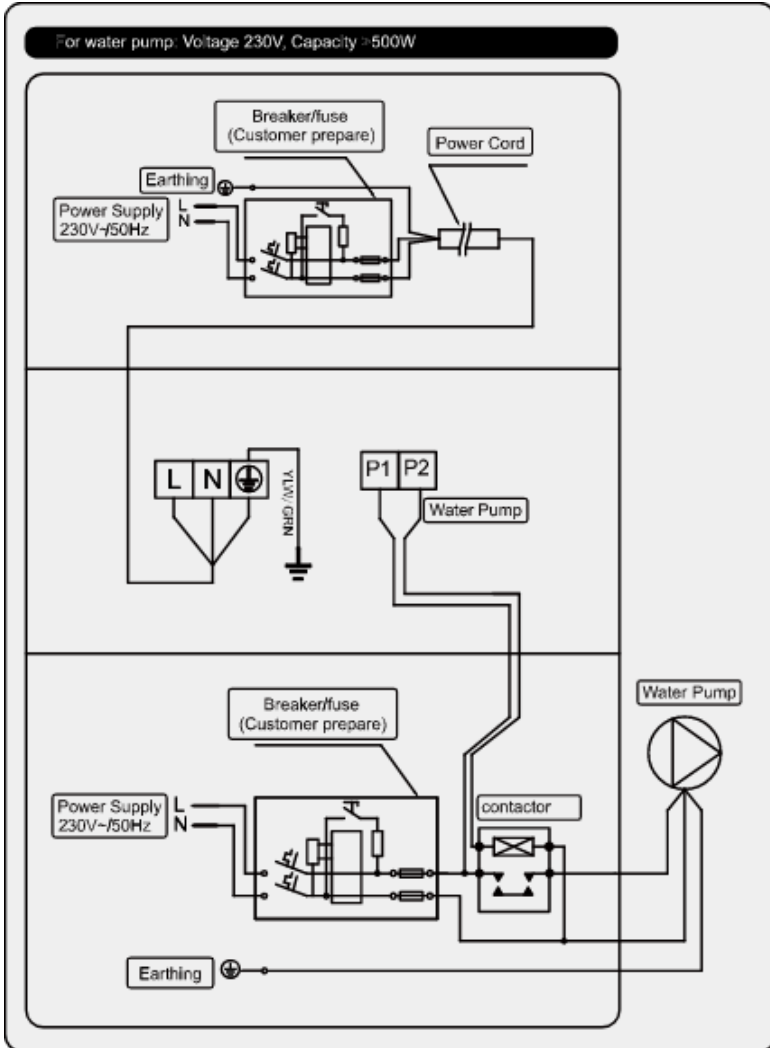 For water pump: Voltage 230V, Capacity >500W
Breaker/fuse
(Customer prepare)
Power Cord
Earthing
Power Supply
230V~/50Hz
L
N
L N
YLW/GRN
P1 P2
Water Pump
Water Pump
Breaker/fuse
(Customer prepare)
Power Supply
230V~/50Hz
L
N
contactor
Earthing